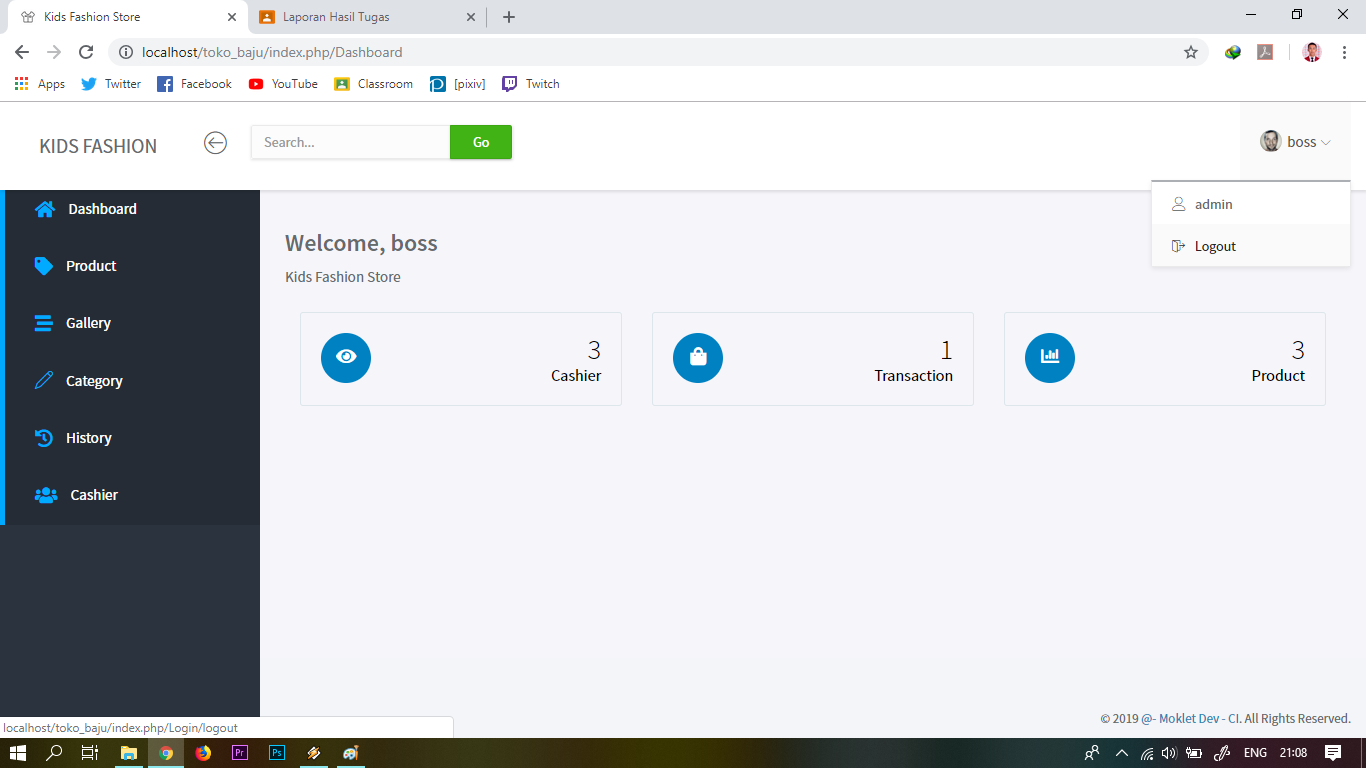 Kids Fashion Store
Laporan Hasil Tugas
localhost/toko_baju/index.php/Dashboard
Apps Twitter Facebook YouTube Classroom [pixiv] Twitch
KIDS FASHION
Search...
Go
boss
admin
Logout
Dashboard
Product
Gallery
Category
History
Cashier
Welcome, boss
Kids Fashion Store
3
Cashier
1
Transaction
3
Product
© 2019 @- Moklet Dev - CI. All Rights Reserved.
localhost/toko_baju/index.php/Login/logout
Pr
Ps
ENG 21:08